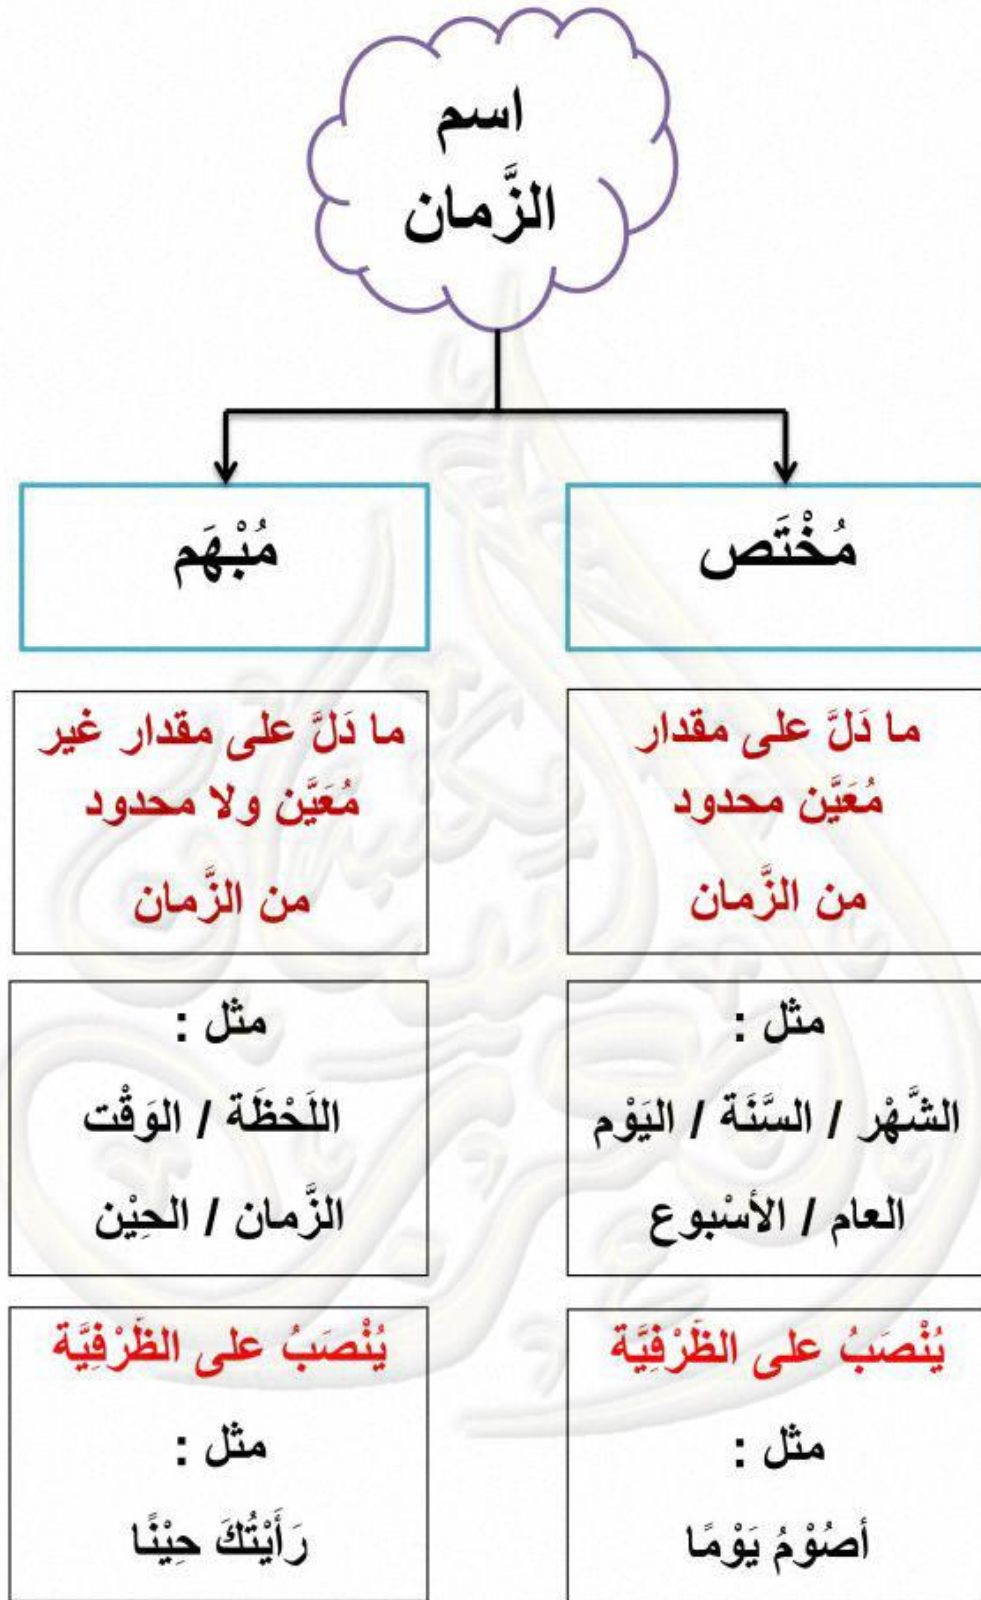 اسم
الزَّمان
مُخْتَص
مُبْهَم
ما دَلَّ على مقدار
مُعَيَّن محدود
من الزَّمان
ما دَلَّ على مقدار غير
مُعَيَّن ولا محدود
من الزَّمان
مثل :
الشَّهْر / السَّنَة / اليَوْم
العام / الأسْبوع
مثل :
اللَحْظَة / الوَقْت
الزَّمان / الحِيْن
يُنْصَبُ على الظَرْفِيَّة
مثل :
أصُوْمُ يَوْمًا
يُنْصَبُ على الظَرْفِيَّة
مثل :
رَأَيْتُكَ حِيْنًا